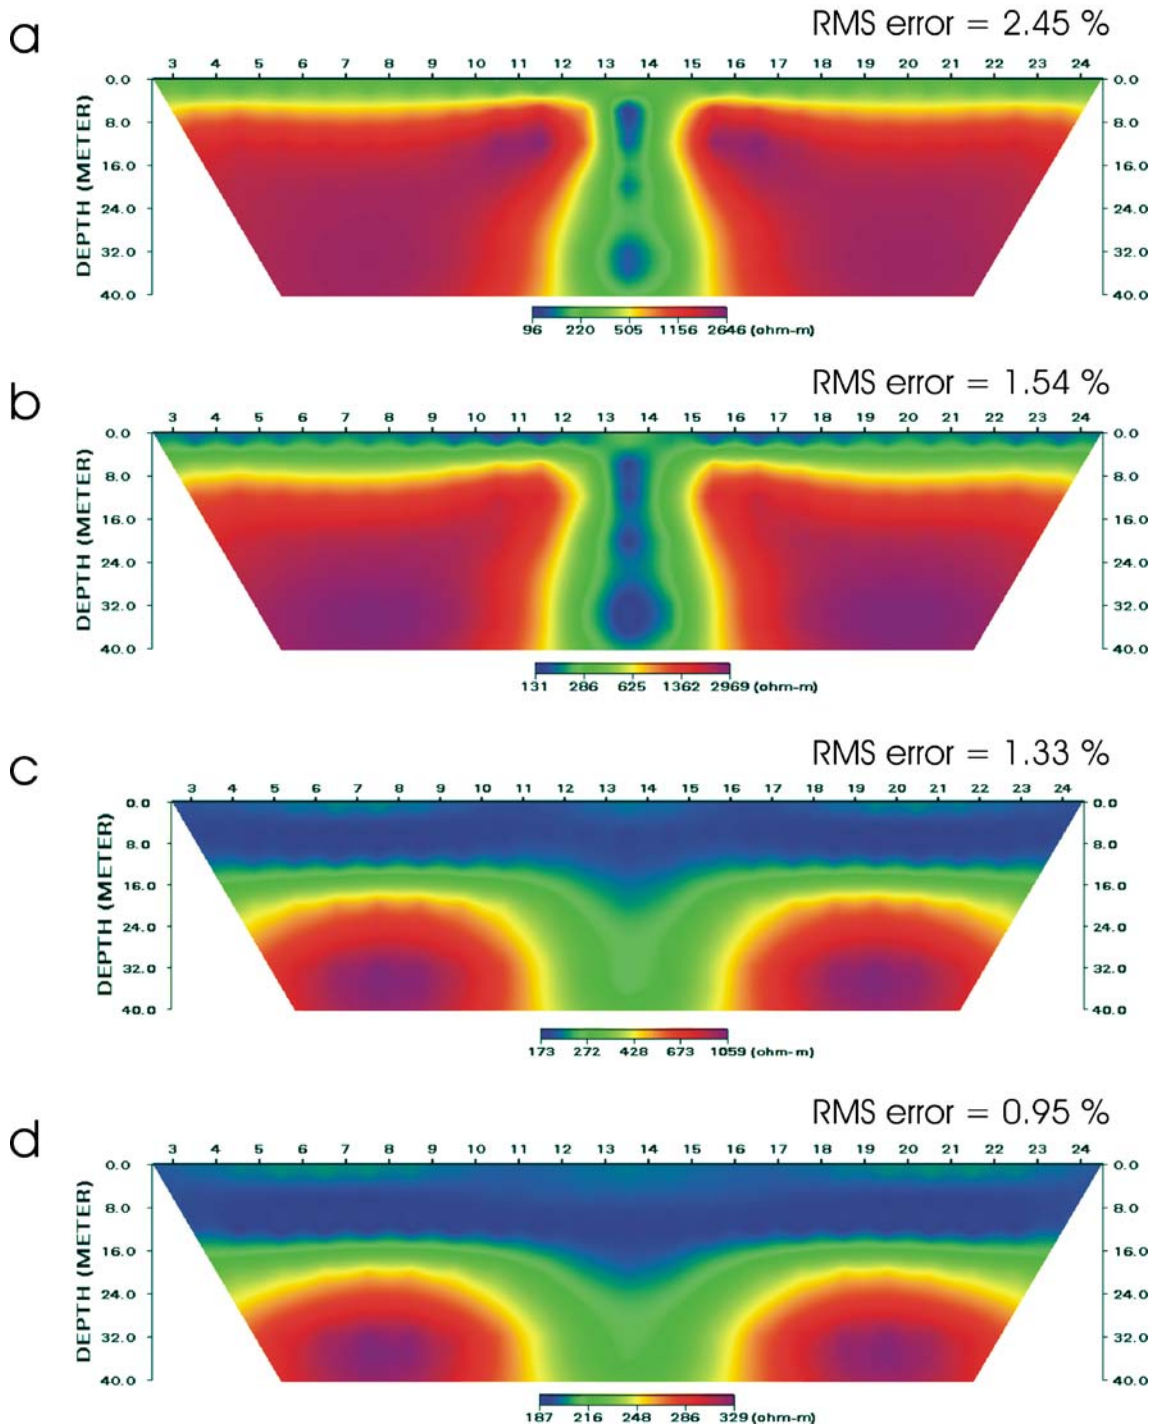 a
RMS error = 2.45 %
3 4 5 6 7 8 9 10 11 12 13 14 15 16 17 18 19 20 21 22 23 24
DEPTH (METER)
0.0 0.0
8.0 8.0
16.0 16.0
24.0 24.0
32.0 32.0
40.0 40.0
96 220 505 1156 2646 (ohm-m)
b
RMS error = 1.54 %
3 4 5 6 7 8 9 10 11 12 13 14 15 16 17 18 19 20 21 22 23 24
DEPTH (METER)
0.0 0.0
8.0 8.0
16.0 16.0
24.0 24.0
32.0 32.0
40.0 40.0
131 286 625 1362 2969 (ohm-m)
c
RMS error = 1.33 %
3 4 5 6 7 8 9 10 11 12 13 14 15 16 17 18 19 20 21 22 23 24
DEPTH (METER)
0.0 0.0
8.0 8.0
16.0 16.0
24.0 24.0
32.0 32.0
40.0 40.0
173 272 428 673 1059 (ohm-m)
d
RMS error = 0.95 %
3 4 5 6 7 8 9 10 11 12 13 14 15 16 17 18 19 20 21 22 23 24
DEPTH (METER)
0.0 0.0
8.0 8.0
16.0 16.0
24.0 24.0
32.0 32.0
40.0 40.0
187 216 248 286 329 (ohm-m)